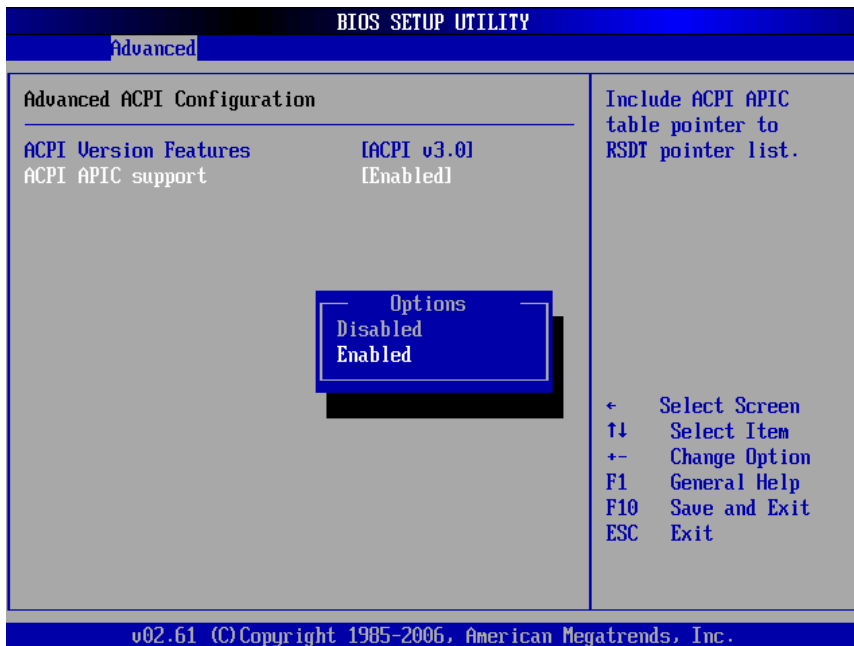 BIOS SETUP UTILITY
Advanced
Advanced ACPI Configuration
ACPI Version Features [ACPI v3.0]
ACPI APIC support [Enabled]
Options
Disabled
Enabled
Include ACPI APIC
table pointer to
RSDT pointer list.
← Select Screen
↑↓ Select Item
+- Change Option
F1 General Help
F10 Save and Exit
ESC Exit
v02.61 (C)Copyright 1985-2006, American Megatrends, Inc.